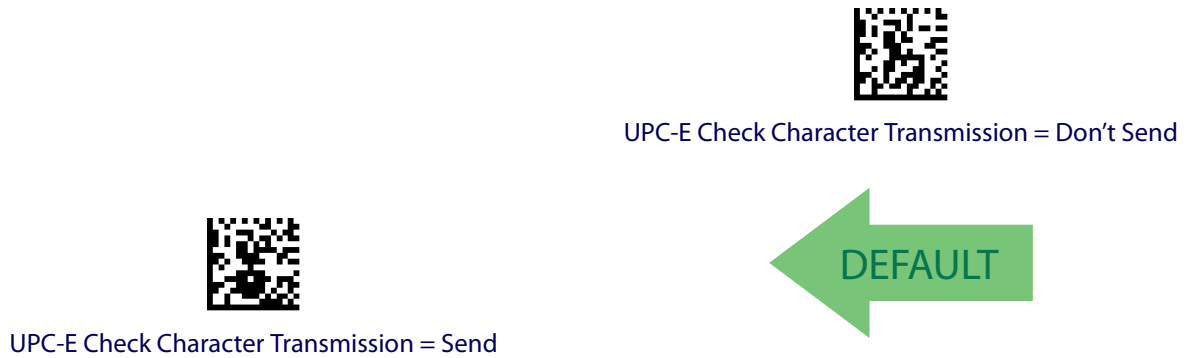 UPC-E Check Character Transmission = Don’t Send
DEFAULT
UPC-E Check Character Transmission = Send